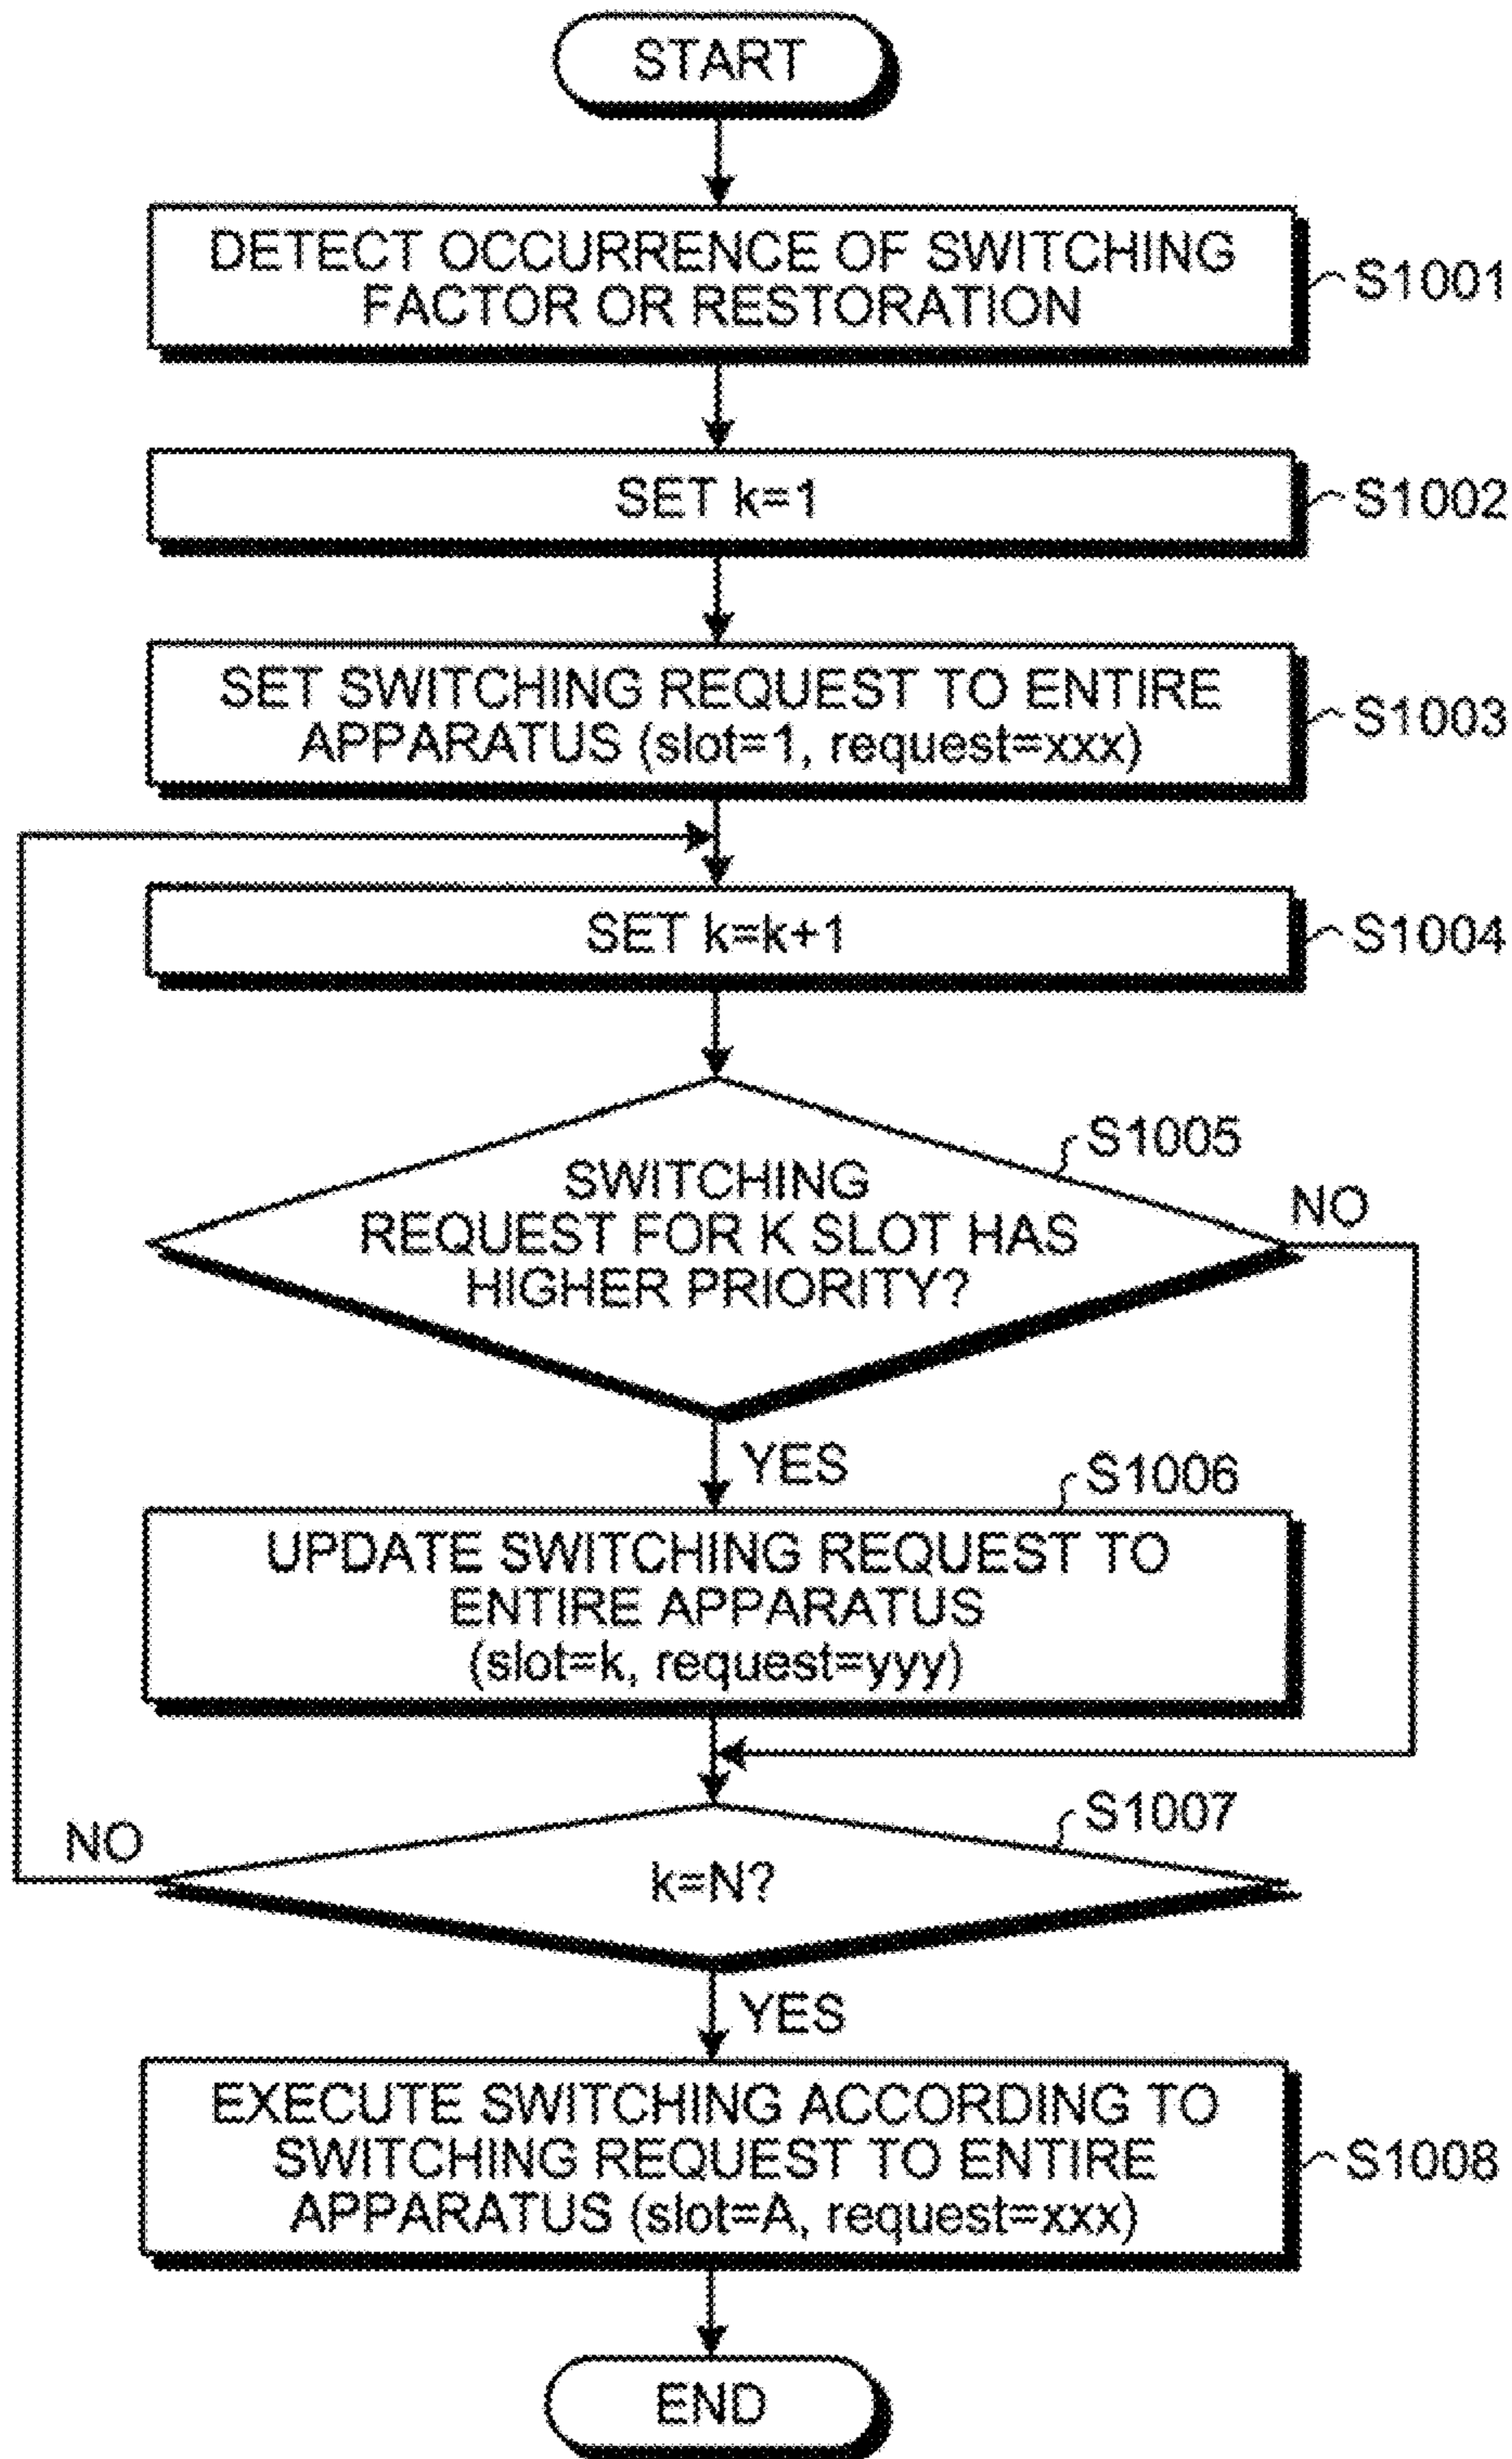 START
DETECT OCCURRENCE OF SWITCHING
FACTOR OR RESTORATION
S1001
SET k=1
S1002
SET SWITCHING REQUEST TO ENTIRE
APPARATUS (slot=1, request=xxx)
S1003
SET k=k+1
S1004
S1005
SWITCHING
REQUEST FOR K SLOT HAS
HIGHER PRIORITY?
NO
YES
S1006
UPDATE SWITCHING REQUEST TO
ENTIRE APPARATUS
(slot=k, request=yyy)
S1007
NO
k=N?
YES
EXECUTE SWITCHING ACCORDING TO
SWITCHING REQUEST TO ENTIRE
APPARATUS (slot=A, request=xxx)
S1008
END